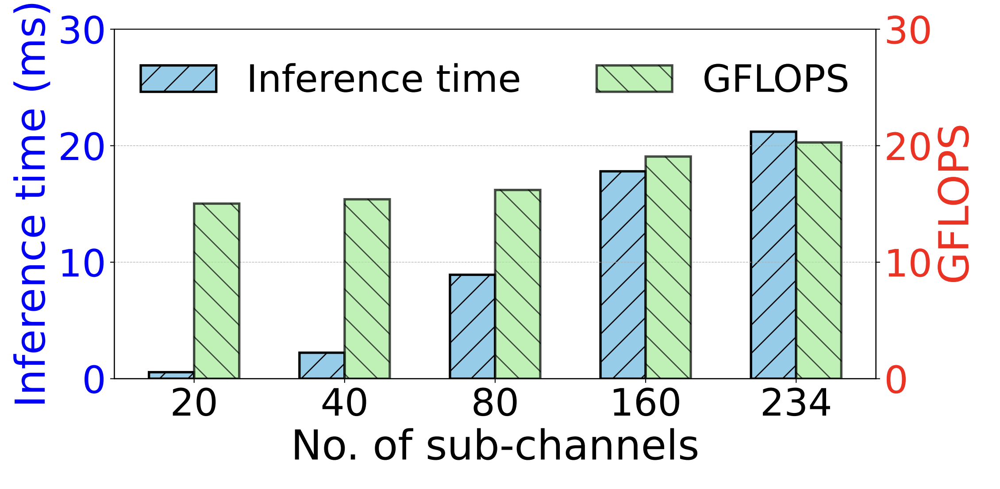 Inference time (ms)
30
20
10
0
Inference time
GFLOPS
30
20
10
0
GFLOPS
20 40 80 160 234
No. of sub-channels